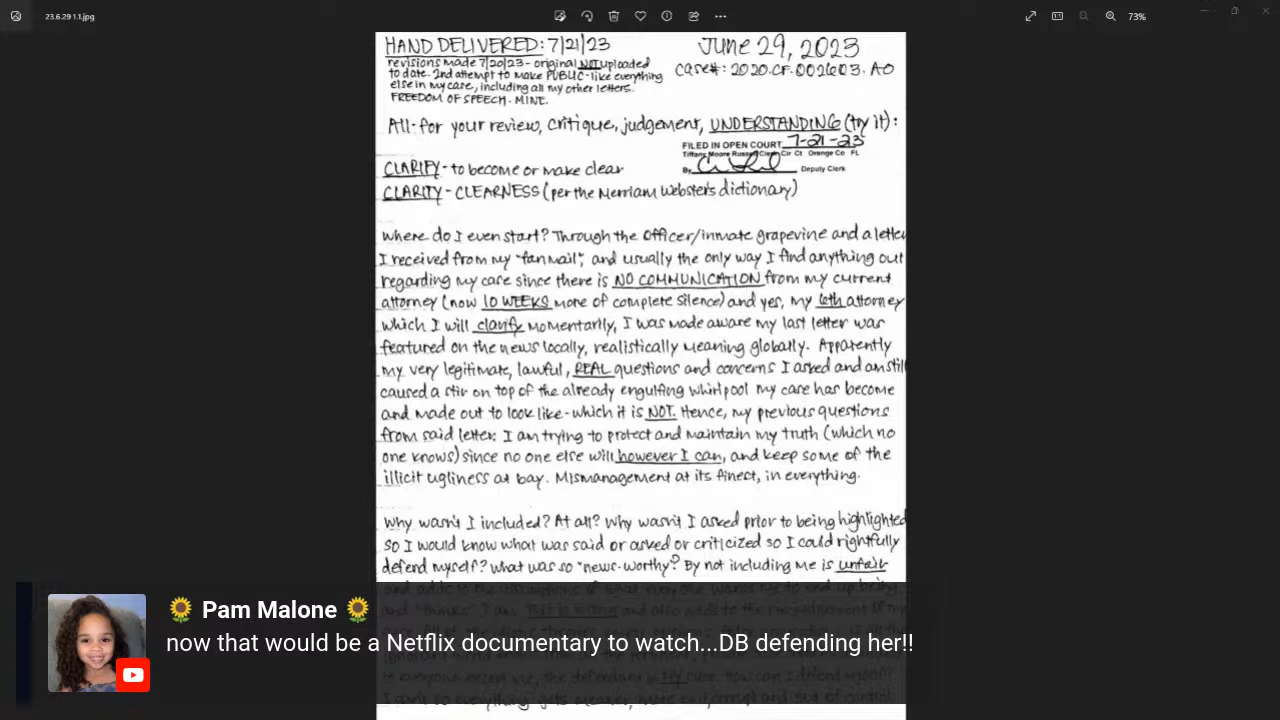 23.6.29 1.1.jpg
73%
HAND DELIVERED: 7/21/23
JUNE 29, 2023
revisions made 7/20/23 - original NOT uploaded
to date. 2nd attempt to make PUBLIC - like everything
else in my case, including all my other letters.
FREEDOM OF SPEECH - MINE.
Case#: 2020.CF.002603.AO
All - for your review, critique, judgement, UNDERSTANDING (try it):
FILED IN OPEN COURT 7-21-23
Tiffany Moore Russell Clerk Cir Ct Orange Co FL
By Deputy Clerk
CLARIFY - to become or make clear
CLARITY - CLEARNESS (per the Merriam Webster's dictionary)
Where do I even start? Through the officer/inmate grapevine and a letter
I received from my "fanmail", and usually the only way I find anything out
regarding my case since there is NO COMMUNICATION from my current
attorney (now 10 WEEKS more of complete silence) and yes, my 6th attorney
which I will clarify momentarily, I was made aware my last letter was
featured on the news locally, realistically meaning globally. Apparently
my very legitimate, lawful, REAL questions and concerns I asked and am still
caused a stir on top of the already engulfing whirlpool my case has become
and made out to look like - which it is NOT. Hence, my previous questions
from said letter. I am trying to protect and maintain my truth (which no
one knows) since no one else will however I can, and keep some of the
illicit ugliness at bay. Mismanagement at its finest, in everything.
Why wasn't I included? At all? Why wasn't I asked prior to being highlighted
so I would know what was said or asked or criticized so I could rightfully
defend myself? What was so "news-worthy"? By not including me is unfair
🌻 Pam Malone 🌻
now that would be a Netflix documentary to watch...DB defending her!!